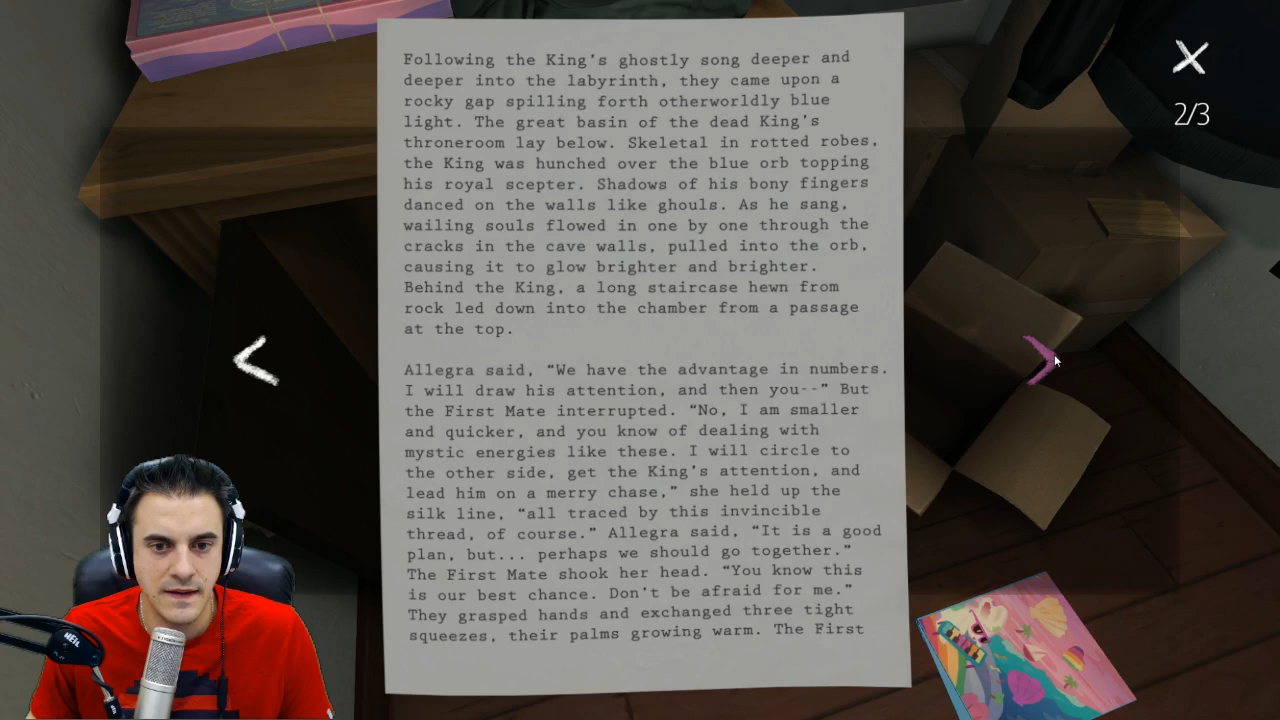 2/3
Following the King's ghostly song deeper and
deeper into the labyrinth, they came upon a
rocky gap spilling forth otherworldly blue
light. The great basin of the dead King's
throneroom lay below. Skeletal in rotted robes,
the King was hunched over the blue orb topping
his royal scepter. Shadows of his bony fingers
danced on the walls like ghouls. As he sang,
wailing souls flowed in one by one through the
cracks in the cave walls, pulled into the orb,
causing it to glow brighter and brighter.
Behind the King, a long staircase hewn from
rock led down into the chamber from a passage
at the top.
Allegra said, “We have the advantage in numbers.
I will draw his attention, and then you--” But
the First Mate interrupted. “No, I am smaller
and quicker, and you know of dealing with
mystic energies like these. I will circle to
the other side, get the King's attention, and
lead him on a merry chase,” she held up the
silk line, “all traced by this invincible
thread, of course.” Allegra said, “It is a good
plan, but... perhaps we should go together.”
The First Mate shook her head. “You know this
is our best chance. Don't be afraid for me.”
They grasped hands and exchanged three tight
squeezes, their palms growing warm. The First